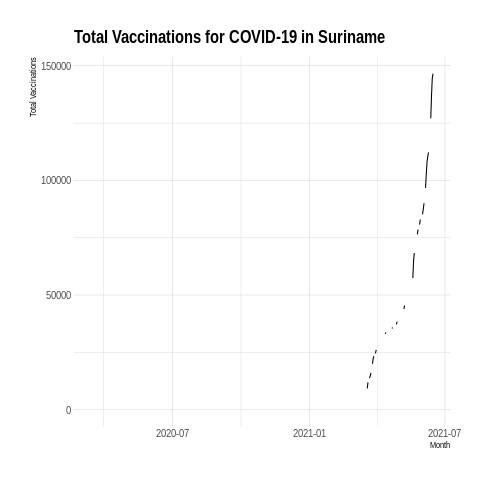 Total Vaccinations for COVID-19 in Suriname
Total Vaccinations
150000
100000
50000
0
2020-07 2021-01 2021-07
Month